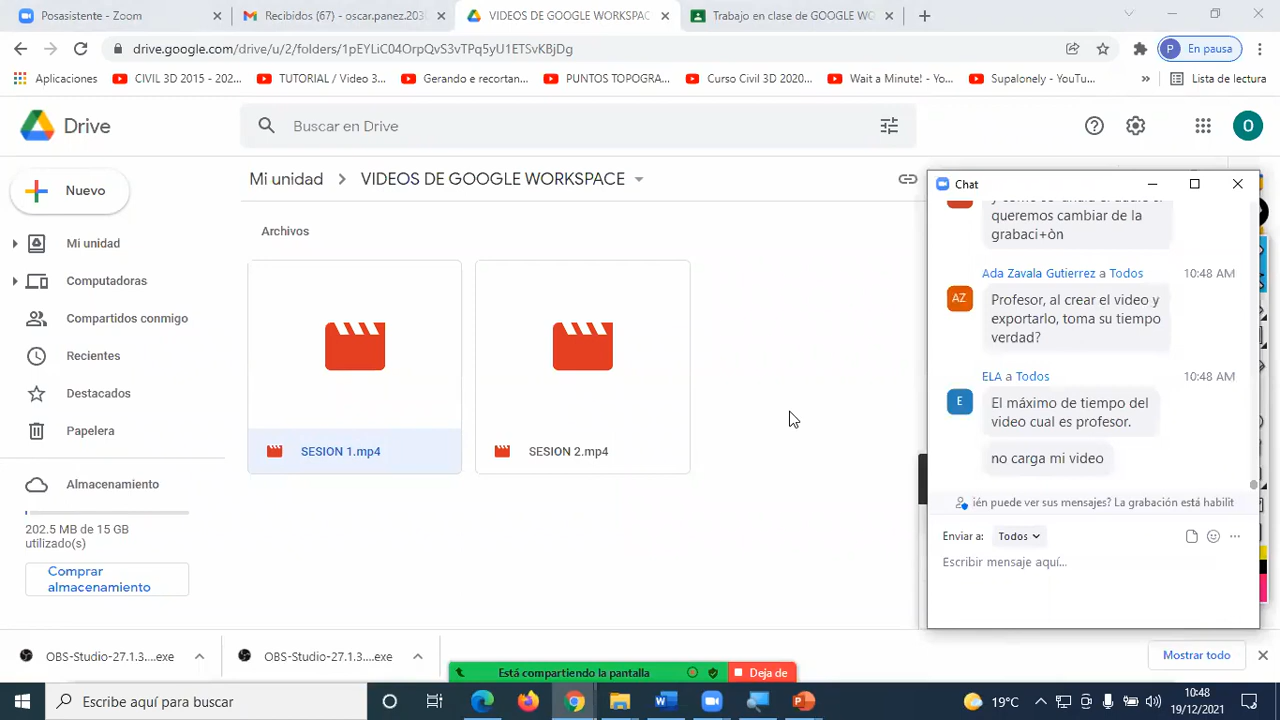 Posasistente - Zoom
Recibidos (67) - oscar.panez.203
VIDEOS DE GOOGLE WORKSPAC
Trabajo en clase de GOOGLE WO
drive.google.com/drive/u/2/folders/1pEYLiC04OrpQvS3vTPq5yU1ETSvKBjDg
P
En pausa
Aplicaciones
CIVIL 3D 2015 - 202...
TUTORIAL / Video 3...
Gerando e recortan...
PUNTOS TOPOGRA...
Curso Civil 3D 2020...
Wait a Minute! - Yo...
Supalonely - YouTu...
»
Lista de lectura
Drive
Buscar en Drive
O
Nuevo
Mi unidad
VIDEOS DE GOOGLE WORKSPACE
Archivos
Mi unidad
Computadoras
Compartidos conmigo
Recientes
Destacados
Papelera
Almacenamiento
202.5 MB de 15 GB
utilizado(s)
Comprar
almacenamiento
SESION 1.mp4
SESION 2.mp4
Chat
queremos cambiar de la
grabaci+òn
Ada Zavala Gutierrez a Todos
10:48 AM
AZ
Profesor, al crear el video y
exportarlo, toma su tiempo
verdad?
ELA a Todos
10:48 AM
E
El máximo de tiempo del
video cual es profesor.
no carga mi video
ién puede ver sus mensajes? La grabación está habilit
Enviar a:
Todos
Escribir mensaje aquí...
OBS-Studio-27.1.3....exe
OBS-Studio-27.1.3....exe
Mostrar todo
Está compartiendo la pantalla
Deja de
Escribe aquí para buscar
19°C
10:48
19/12/2021